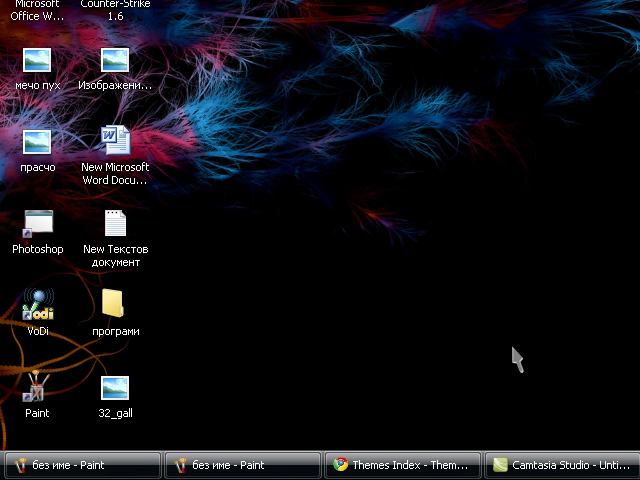 Microsoft
Office W...
Counter-Strike
1.6
мечо пух
Изображени...
прасчо
New Microsoft
Word Docu...
Photoshop
New Текстов
документ
Vodi
VoDi
програми
Paint
32_gall
без име - Paint
без име - Paint
Themes Index - Them...
Camtasia Studio - Unti...